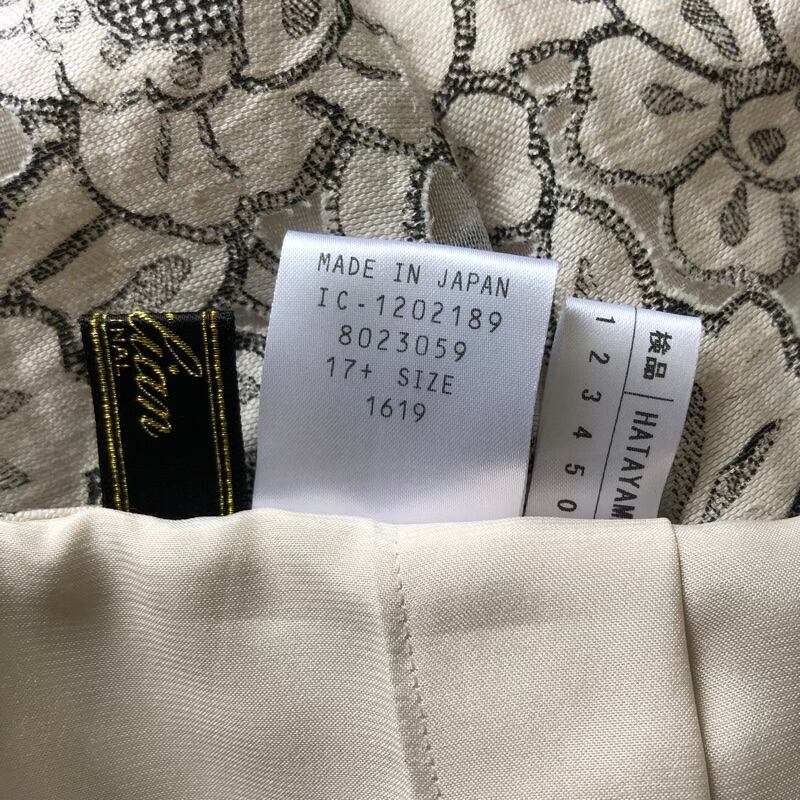 MADE IN JAPAN
IC-1202189
8023059
17+ SIZE
1619
検品
HATAYAM
1 2 3 4 5 0